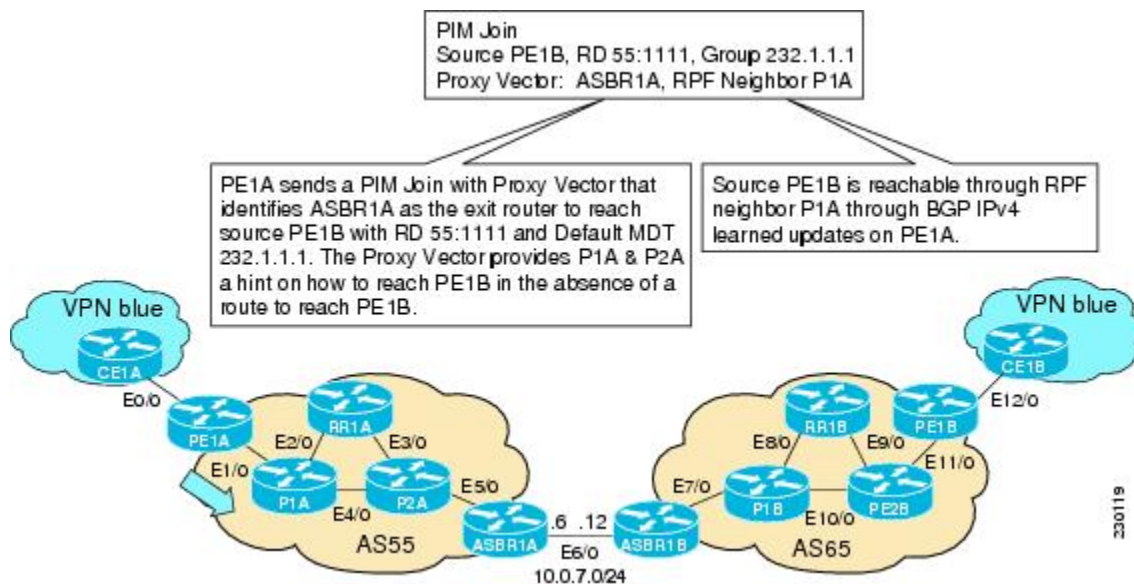 PIM Join
Source PE1B, RD 55:1111, Group 232.1.1.1
Proxy Vector: ASBR1A, RPF Neighbor P1A
PE1A sends a PIM Join with Proxy Vector that
identifies ASBR1A as the exit router to reach
source PE1B with RD 55:1111 and Default MDT
232.1.1.1. The Proxy Vector provides P1A & P2A
a hint on how to reach PE1B in the absence of a
route to reach PE1B.
Source PE1B is reachable through RPF
neighbor P1A through BGP IPv4
learned updates on PE1A.
VPN blue
CE1A
E0/0
PE1A
RR1A
E2/0
E3/0
E1/0
P1A
P2A
E5/0
E4/0
AS55
ASBR1A
.6 .12
E6/0
10.0.7.0/24
ASBR1B
VPN blue
CE1B
E12/0
RR1B
PE1B
E8/0
E9/0
E11/0
E7/0
P1B
PE2B
E10/0
AS65
230119